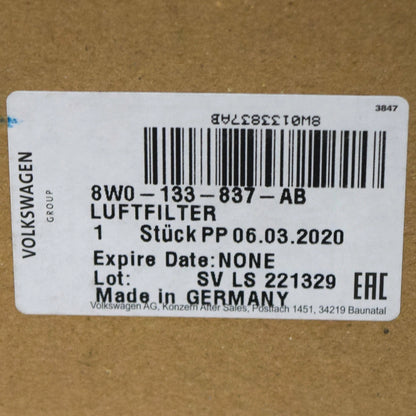 3847
8W0133837AB
8W0-133-837-AB
LUFTFILTER
1 Stück PP 06.03.2020
Expire Date:NONE
Lot: SV LS 221329
Made in GERMANY
Volkswagen AG, Konzern After Sales, Postfach 1451, 34219 Baunatal
VOLKSWAGEN
GROUP
EAC